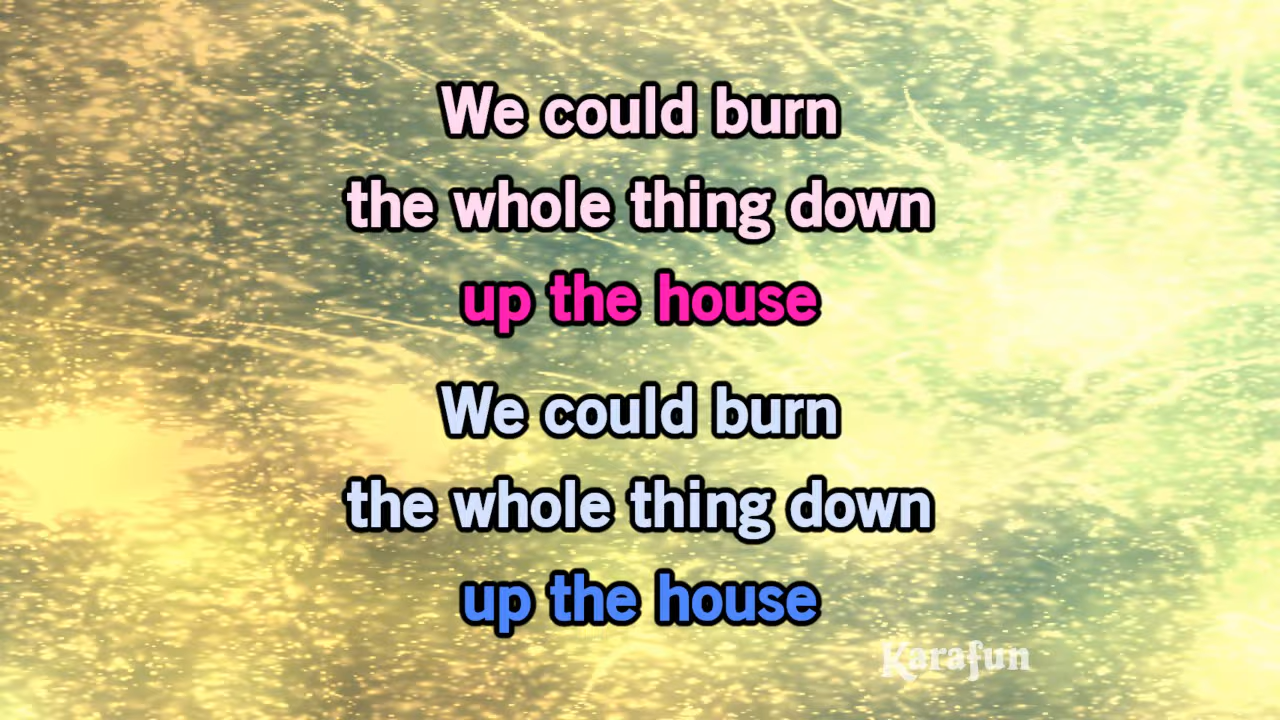 We could burn
the whole thing down
up the house
We could burn
the whole thing down
up the house
Karafun